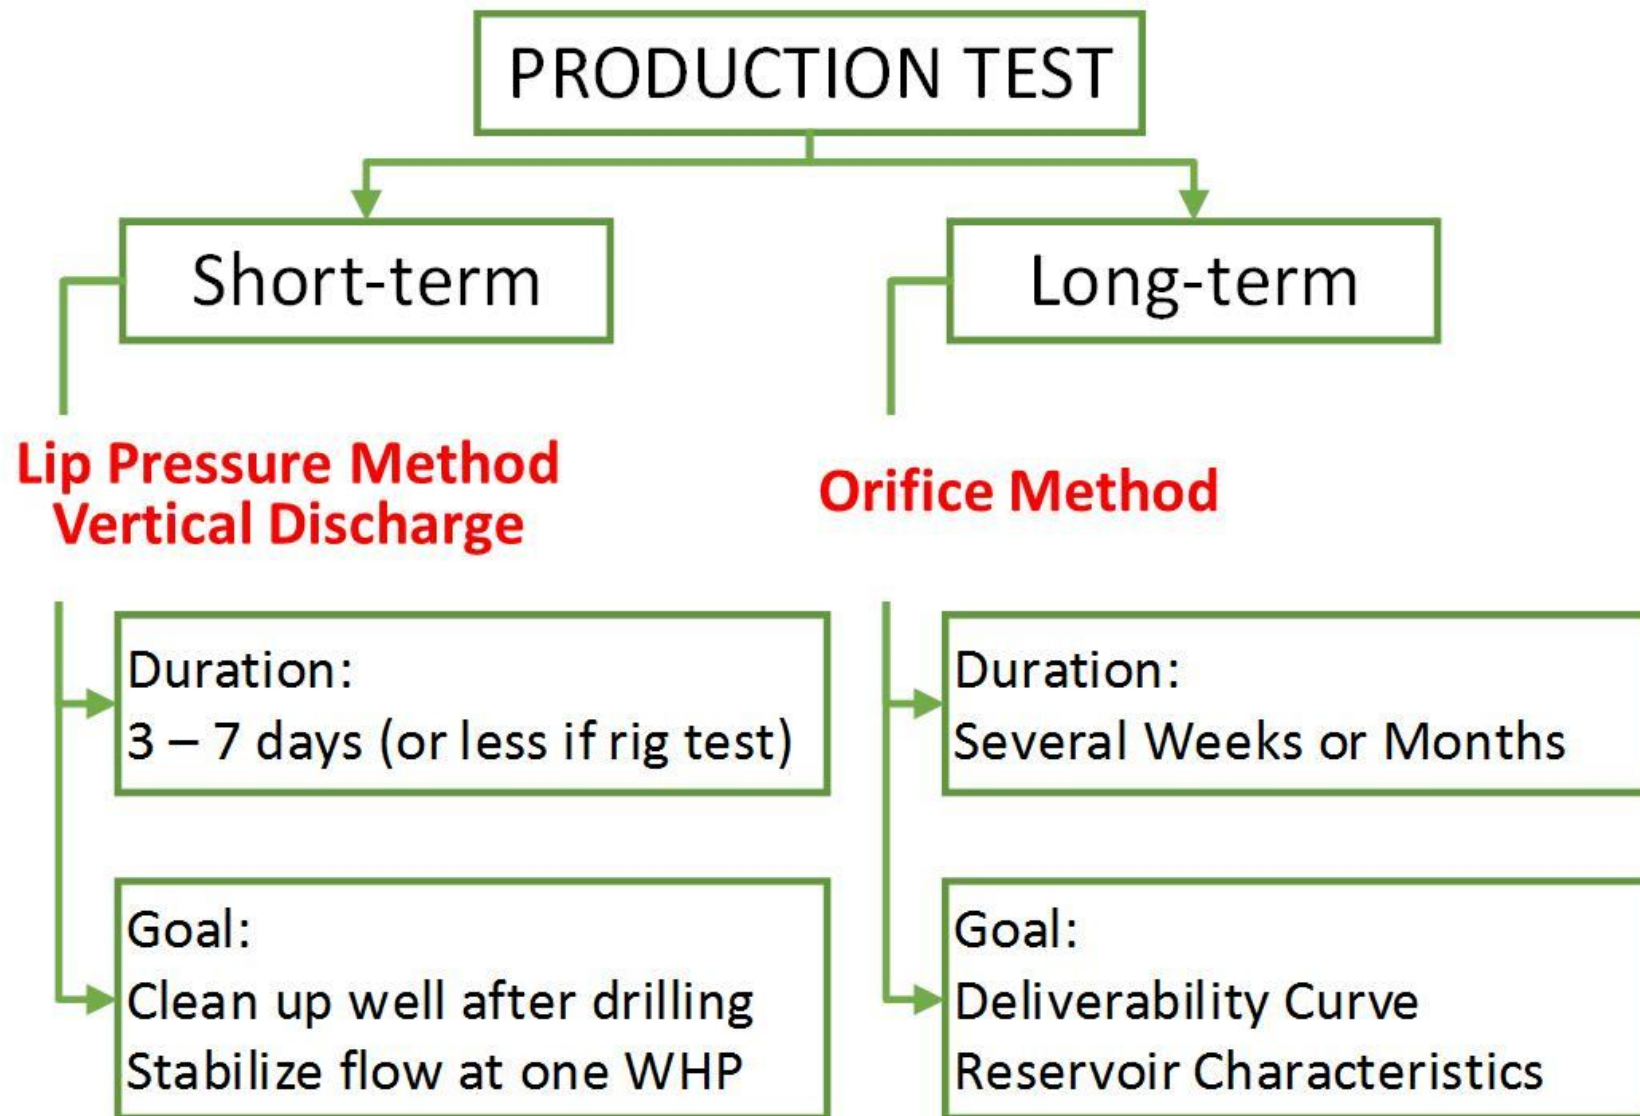 PRODUCTION TEST
Short-term
Long-term
Lip Pressure Method
Vertical Discharge
Orifice Method
Duration:
3 – 7 days (or less if rig test)
Duration:
Several Weeks or Months
Goal:
Clean up well after drilling
Stabilize flow at one WHP
Goal:
Deliverability Curve
Reservoir Characteristics